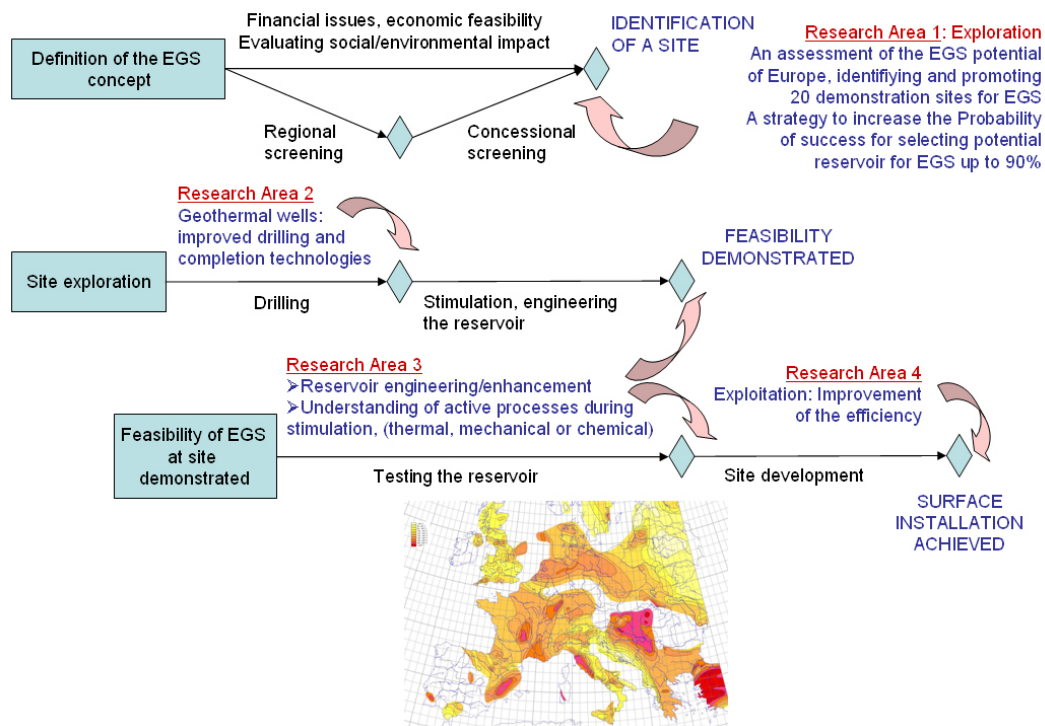 Financial issues, economic feasibility
Evaluating social/environmental impact
Definition of the EGS
concept
Regional
screening
Concessional
screening
IDENTIFICATION
OF A SITE
Research Area 1: Exploration
An assessment of the EGS potential
of Europe, identifiying and promoting
20 demonstration sites for EGS
A strategy to increase the Probability
of success for selecting potential
reservoir for EGS up to 90%
Research Area 2
Geothermal wells:
improved drilling and
completion technologies
Site exploration
Drilling
Stimulation, engineering
the reservoir
FEASIBILITY
DEMONSTRATED
Research Area 3
➢Reservoir engineering/enhancement
➢Understanding of active processes during
stimulation, (thermal, mechanical or chemical)
Research Area 4
Exploitation: Improvement
of the efficiency
Feasibility of EGS
at site
demonstrated
Testing the reservoir
Site development
SURFACE
INSTALLATION
ACHIEVED